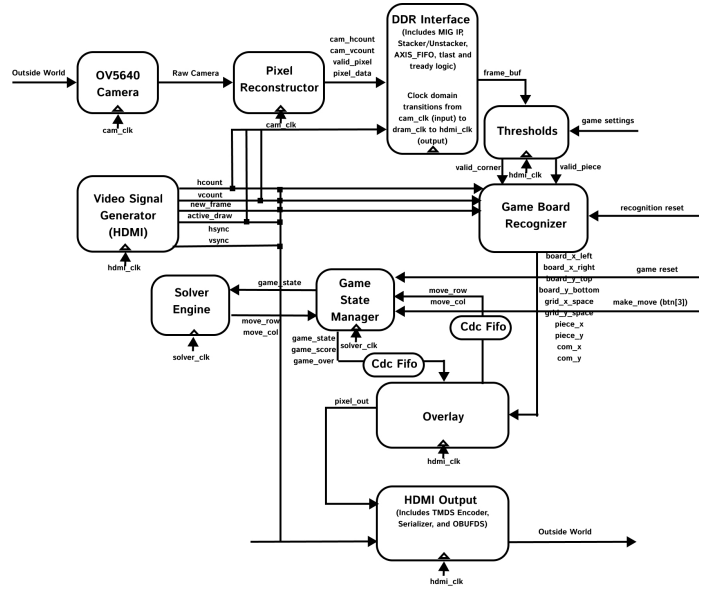 DDR Interface
(Includes MIG IP,
Stacker/Unstacker,
AXIS_FIFO, tlast and
tready logic)
Clock domain
transitions from
cam_clk (input) to
dram_clk to hdmi_clk
(output)
cam_hcount
cam_vcount
valid_pixel
pixel_data
Outside World
OV5640
Camera
cam_clk
Raw Camera
Pixel
Reconstructor
cam_clk
frame_buf
Thresholds
hdmi_clk
game settings
valid_corner
valid_piece
Video Signal
Generator
(HDMI)
hdmi_clk
hcount
vcount
new_frame
active_draw
hsync
vsync
Game Board
Recognizer
recognition reset
board_x_left
board_x_right
board_y_top
board_y_bottom
grid_x_space
grid_y_space
piece_x
piece_y
com_x
com_y
game reset
make_move (btn[3])
Solver
Engine
solver_clk
game_state
move_row
move_col
Game
State
Manager
solver_clk
move_row
move_col
Cdc Fifo
game_state
game_score
game_over
Cdc Fifo
pixel_out
Overlay
hdmi_clk
HDMI Output
(Includes TMDS Encoder,
Serializer, and OBUFDS)
hdmi_clk
Outside World